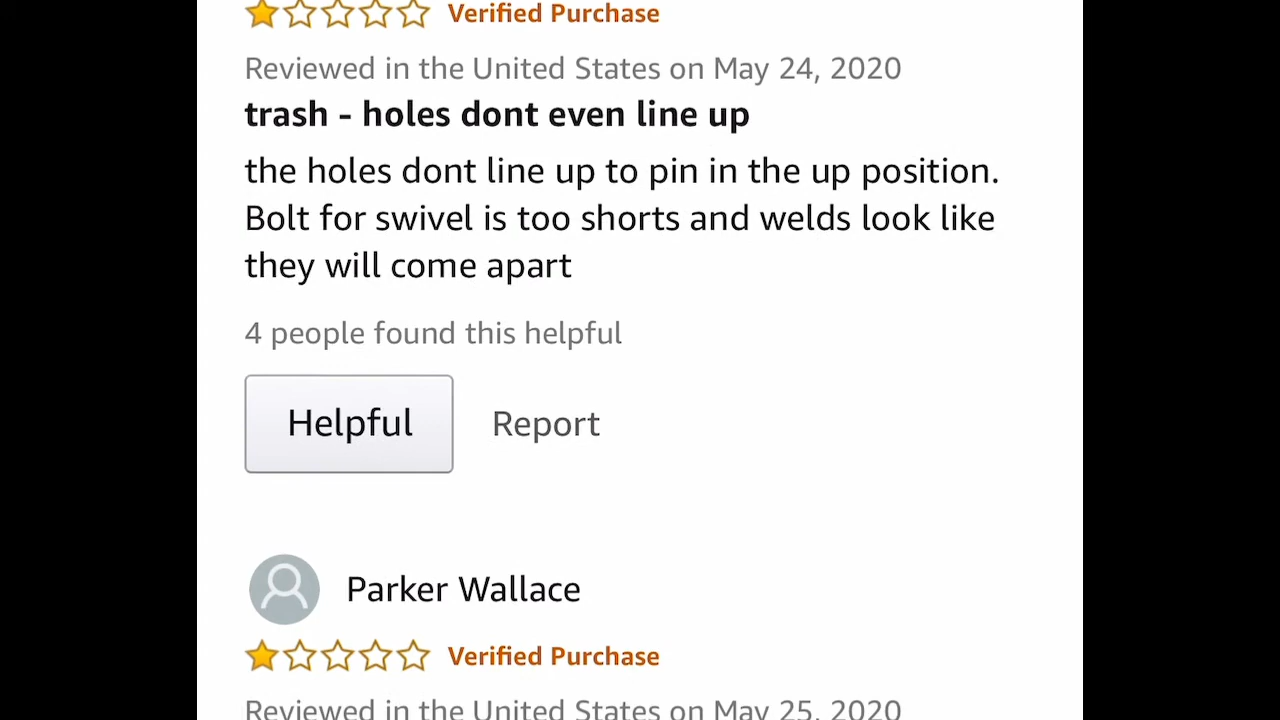 Verified Purchase
Reviewed in the United States on May 24, 2020
trash - holes dont even line up
the holes dont line up to pin in the up position.
Bolt for swivel is too shorts and welds look like
they will come apart
4 people found this helpful
Helpful Report
Parker Wallace
Verified Purchase
Reviewed in the United States on May 25, 2020